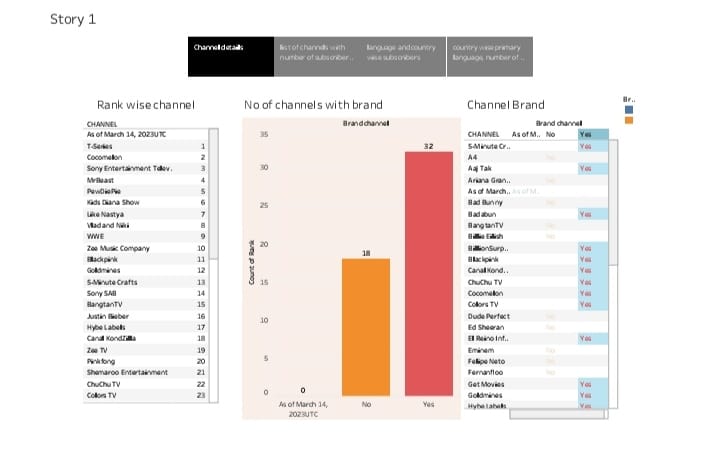 Story 1
Channel details
list of channels with
number of subscriber..
language and country
wise subscribers
country wise primary
language, number of ..
Rank wise channel
CHANNEL
As of March 14, 2023UTC
T-Series 1
Cocomelon 2
Sony Entertainment Telev.. 3
MrBeast 4
PewDiePie 5
Kids Diana Show 6
Like Nastya 7
Vlad and Niki 8
WWE 9
Zee Music Company 10
Blackpink 11
Goldmines 12
5-Minute Crafts 13
Sony SAB 14
BangtanTV 15
Justin Bieber 16
Hybe Labels 17
Canal KondZilla 18
Zee TV 19
Pinkfong 20
Shemaroo Entertainment 21
ChuChu TV 22
Colors TV 23
No of channels with brand
Brand channel
Count of Rank
35
30
25
20
15
10
5
0
0
18
32
As of March 14,
2023UTC
No
Yes
Channel Brand
Brand channel
CHANNEL As of M.. No Yes
5-Minute Cr.. Yes
A4 No
Aaj Tak Yes
Ariana Gran.. No
As of March,. As of M..
Bad Bunny No
Badabun Yes
BangtanTV No
Billie Eilish No
BillionSurp.. Yes
Blackpink Yes
Canal Kond.. Yes
ChuChu TV Yes
Cocomelon Yes
Colors TV Yes
Dude Perfect No
Ed Sheeran No
El Reino Inf.. Yes
Eminem No
Felipe Neto No
Fernanfloo No
Get Movies Yes
Goldmines Yes
Hybe Labels Yes
Br..